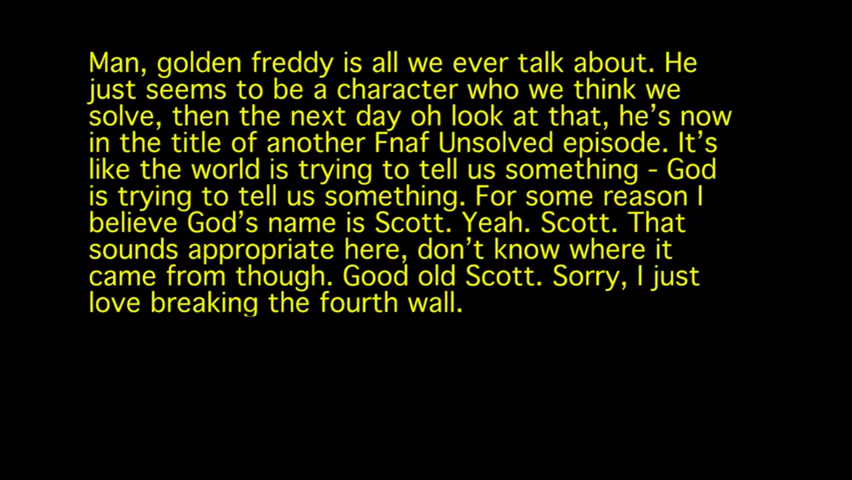 Man, golden freddy is all we ever talk about. He
just seems to be a character who we think we
solve, then the next day oh look at that, he's now
in the title of another Fnaf Unsolved episode. It's
like the world is trying to tell us something - God
is trying to tell us something. For some reason I
believe God's name is Scott. Yeah. Scott. That
sounds appropriate here, don't know where it
came from though. Good old Scott. Sorry, I just
love breaking the fourth wall.